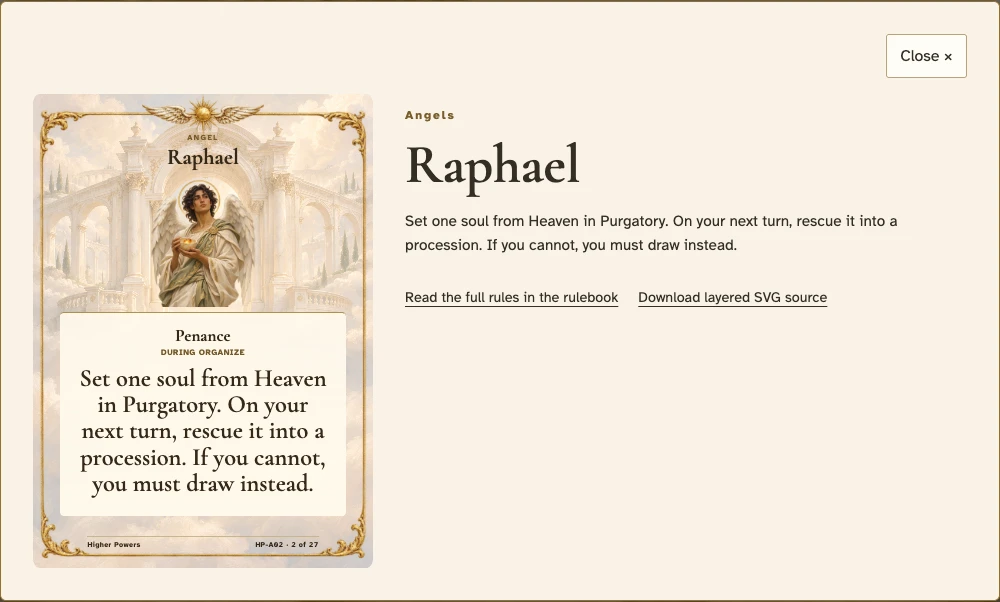 Close ×
ANGEL
Raphael
Penance
DURING ORGANIZE
Set one soul from Heaven
in Purgatory. On your
next turn, rescue it into a
procession. If you cannot,
you must draw instead.
Higher Powers
HP-A02 · 2 of 27
Angels
Raphael
Set one soul from Heaven in Purgatory. On your next turn, rescue it into a
procession. If you cannot, you must draw instead.
Read the full rules in the rulebook
Download layered SVG source